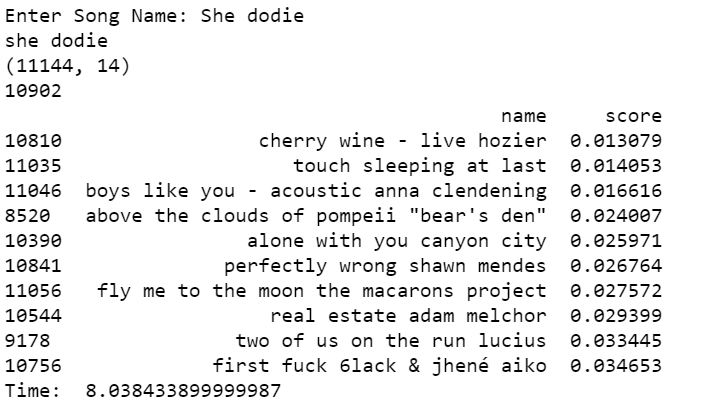 Enter Song Name: She dodie
she dodie
(11144, 14)
10902
name score
10810 cherry wine - live hozier 0.013079
11035 touch sleeping at last 0.014053
11046 boys like you - acoustic anna clendening 0.016616
8520 above the clouds of pompeii "bear's den" 0.024007
10390 alone with you canyon city 0.025971
10841 perfectly wrong shawn mendes 0.026764
11056 fly me to the moon the macarons project 0.027572
10544 real estate adam melchor 0.029399
9178 two of us on the run lucius 0.033445
10756 first fuck 6lack & jhené aiko 0.034653
Time: 8.038433899999987